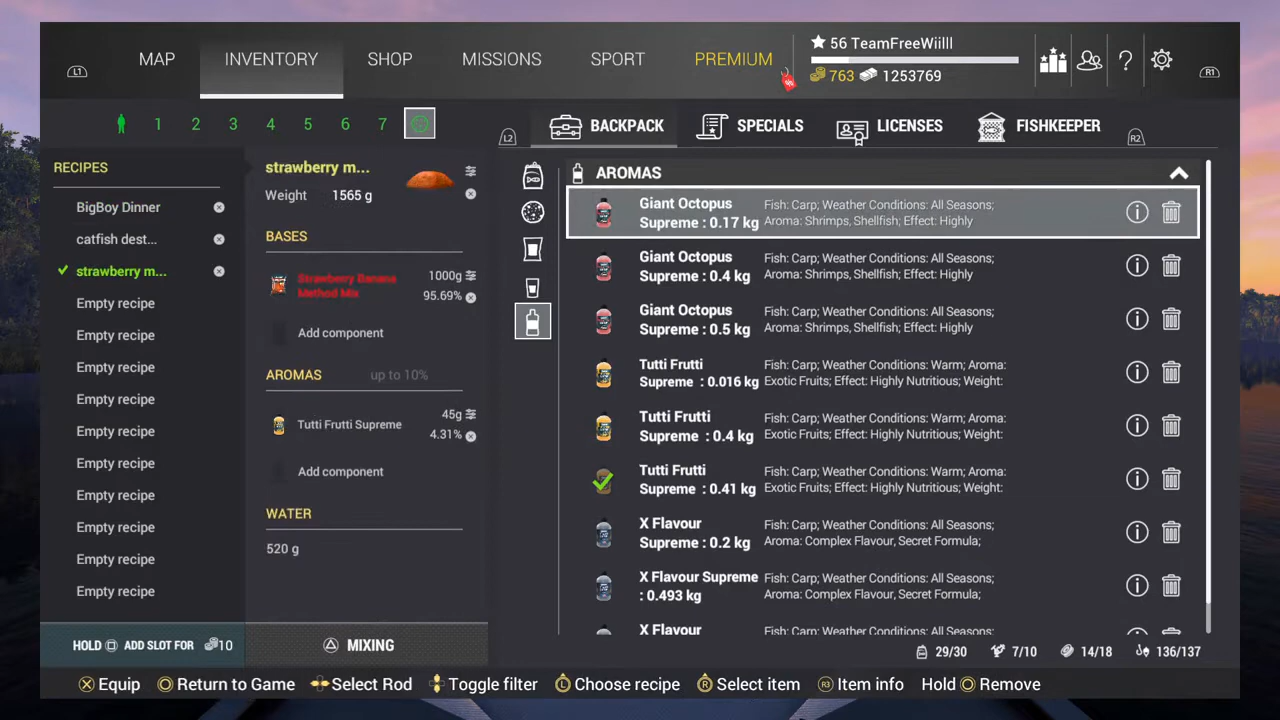 L1
MAP
INVENTORY
SHOP
MISSIONS
SPORT
PREMIUM
56 TeamFreeWiilll
763 1253769
?
R1
1 2 3 4 5 6 7
L2
BACKPACK
SPECIALS
LICENSES
FISHKEEPER
R2
RECIPES
BigBoy Dinner
catfish dest...
strawberry m...
Empty recipe
Empty recipe
Empty recipe
Empty recipe
Empty recipe
Empty recipe
Empty recipe
Empty recipe
Empty recipe
Empty recipe
HOLD ADD SLOT FOR 10
strawberry m...
Weight 1565 g
BASES
Strawberry Banana 1000g
Method Mix 95.69%
Add component
AROMAS up to 10%
Tutti Frutti Supreme 45g
4.31%
Add component
WATER
520 g
MIXING
AROMAS
Giant Octopus Fish: Carp; Weather Conditions: All Seasons;
Supreme : 0.17 kg Aroma: Shrimps, Shellfish; Effect: Highly
Giant Octopus Fish: Carp; Weather Conditions: All Seasons;
Supreme : 0.4 kg Aroma: Shrimps, Shellfish; Effect: Highly
Giant Octopus Fish: Carp; Weather Conditions: All Seasons;
Supreme : 0.5 kg Aroma: Shrimps, Shellfish; Effect: Highly
Tutti Frutti Fish: Carp; Weather Conditions: Warm; Aroma:
Supreme : 0.016 kg Exotic Fruits; Effect: Highly Nutritious; Weight:
Tutti Frutti Fish: Carp; Weather Conditions: Warm; Aroma:
Supreme : 0.4 kg Exotic Fruits; Effect: Highly Nutritious; Weight:
Tutti Frutti Fish: Carp; Weather Conditions: Warm; Aroma:
Supreme : 0.41 kg Exotic Fruits; Effect: Highly Nutritious; Weight:
X Flavour Fish: Carp; Weather Conditions: All Seasons;
Supreme : 0.2 kg Aroma: Complex Flavour, Secret Formula;
X Flavour Supreme Fish: Carp; Weather Conditions: All Seasons;
: 0.493 kg Aroma: Complex Flavour, Secret Formula;
X Flavour Fish: Carp; Weather Conditions: All Seasons;
29/30 7/10 14/18 136/137
Equip Return to Game Select Rod Toggle filter L Choose recipe R Select item R3 Item info Hold Remove